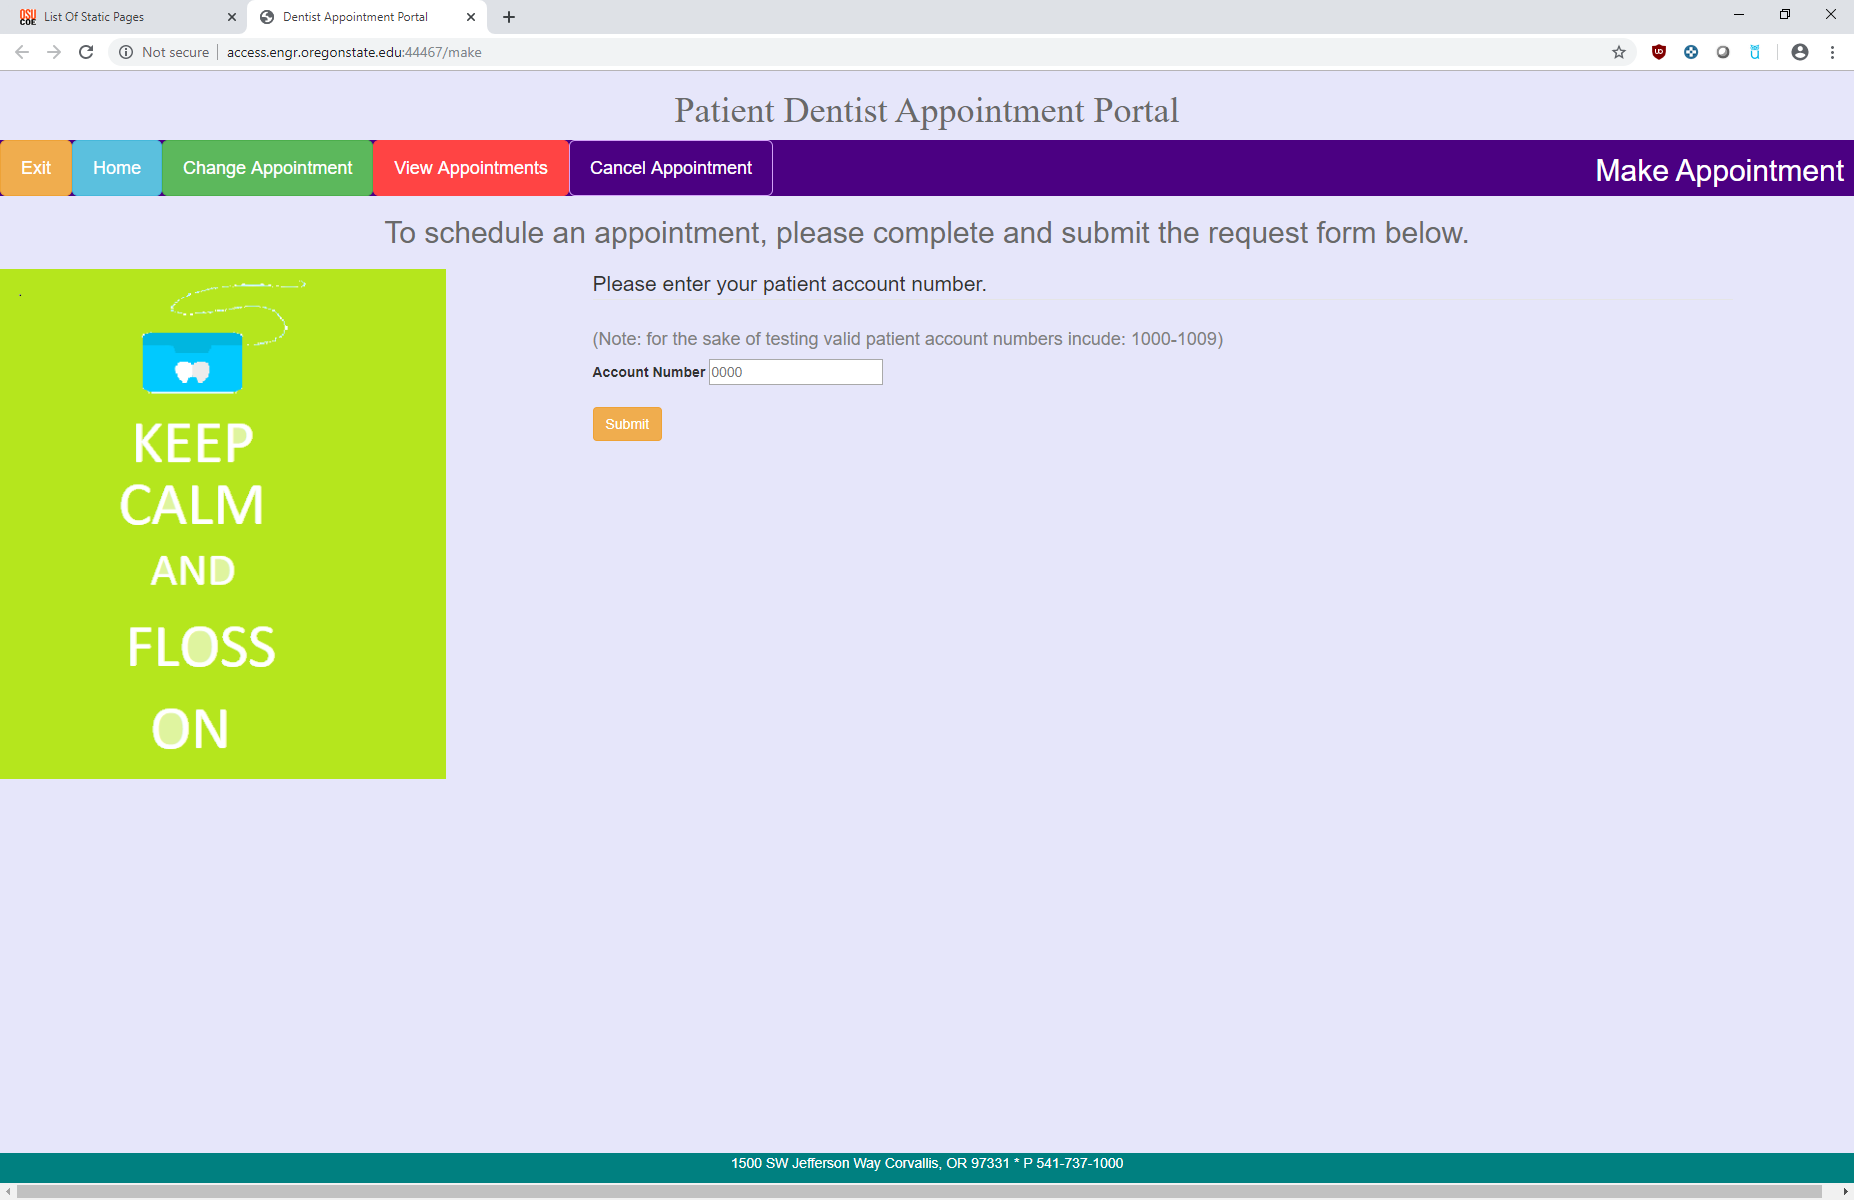 OSU COE List Of Static Pages
Dentist Appointment Portal
Not secure access.engr.oregonstate.edu:44467/make
Patient Dentist Appointment Portal
Exit Home Change Appointment View Appointments Cancel Appointment Make Appointment
To schedule an appointment, please complete and submit the request form below.
Please enter your patient account number.
(Note: for the sake of testing valid patient account numbers incude: 1000-1009)
Account Number 0000
Submit
.
KEEP
CALM
AND
FLOSS
ON
1500 SW Jefferson Way Corvallis, OR 97331 * P 541-737-1000